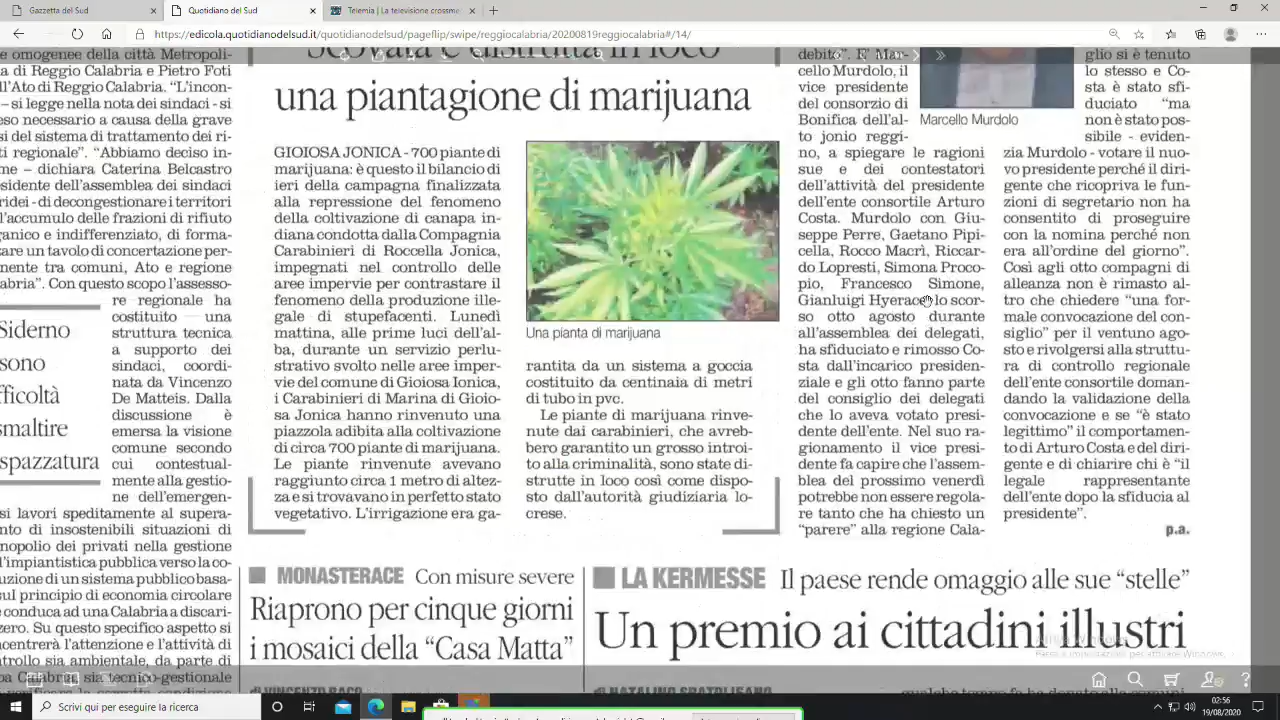 Gazzetta del Sud
Quotidiano del Sud
Telemia | La televisione crossme
https://edicola.quotidianodelsud.it/quotidianodelsud/pageflip/swipe/reggiocalabria/20200819reggiocalabria#/14/
e omogenee della città Metropoli-
a di Reggio Calabria e Pietro Foti
l'Ato di Reggio Calabria. “L'incon-
– si legge nella nota dei sindaci - si
eso necessario a causa della grave
si del sistema di trattamento dei ri-
ti regionale”. “Abbiamo deciso in-
me – dichiara Caterina Belcastro
sidente dell'assemblea dei sindaci
ridei - di decongestionare i territori
l'accumulo delle frazioni di rifiuto
ganico e indifferenziato, di forma-
zare un tavolo di concertazione per-
nente tra comuni, Ato e regione
abria”. Con questo scopo l'assesso-
re regionale ha
costituito una
struttura tecnica
a supporto dei
sindaci, coordi-
nata da Vincenzo
De Matteis. Dalla
discussione è
emersa la visione
comune secondo
cui contestual-
mente alla gestio-
ne dell'emergen-
Siderno
sono
fficoltà
smaltire
spazzatura
si lavori speditamente al supera-
nto di insostenibili situazioni di
nopolio dei privati nella gestione
l'impiantistica pubblica verso la co-
uzione di un sistema pubblico basa-
sul principio di economia circolare
e conduca ad una Calabria a discari-
zero. Su questo specifico aspetto si
ncentrerà l'attenzione e l'attività di
ntrollo sia ambientale, da parte di
pa Calabria sia tecnico-gestionale
Scovata e distrutta in loco
una piantagione di marijuana
GIOIOSA JONICA - 700 piante di
marijuana: è questo il bilancio di
ieri della campagna finalizzata
alla repressione del fenomeno
della coltivazione di canapa in-
diana condotta dalla Compagnia
Carabinieri di Roccella Jonica,
impegnati nel controllo delle
aree impervie per contrastare il
fenomeno della produzione ille-
gale di stupefacenti. Lunedì
mattina, alle prime luci dell'al-
ba, durante un servizio perlu-
strativo svolto nelle aree imper-
vie del comune di Gioiosa Ionica,
i Carabinieri di Marina di Gioio-
sa Jonica hanno rinvenuto una
piazzola adibita alla coltivazione
di circa 700 piante di marijuana.
Le piante rinvenute avevano
raggiunto circa 1 metro di altez-
za e si trovavano in perfetto stato
vegetativo. L'irrigazione era ga-
Una pianta di marijuana
rantita da un sistema a goccia
costituito da centinaia di metri
di tubo in pvc.
Le piante di marijuana rinve-
nute dai carabinieri, che avreb-
bero garantito un grosso introi-
to alla criminalità, sono state di-
strutte in loco così come dispo-
sto dall'autorità giudiziaria lo-
crese.
debito”. E' Mar-
cello Murdolo, il
vice presidente
del consorzio di
Bonifica dell'al-
to jonio reggi-
no, a spiegare le ragioni
sue e dei contestatori
dell'attività del presidente
dell'ente consortile Arturo
Costa. Murdolo con Giu-
seppe Perre, Gaetano Pipi-
cella, Rocco Macrì, Riccar-
do Lopresti, Simona Proco-
pio, Francesco Simone,
Gianluigi Hyerace lo scor-
so otto agosto durante
all'assemblea dei delegati,
ha sfiduciato e rimosso Co-
sta dall'incarico presiden-
ziale e gli otto fanno parte
del consiglio dei delegati
che lo aveva votato presi-
dente dell'ente. Nel suo ra-
gionamento il vice presi-
dente fa capire che l'assem-
blea del prossimo venerdì
potrebbe non essere regola-
re tanto che ha chiesto un
“parere” alla regione Cala-
Marcello Murdolo
glio si è tenuto
lo stesso e Co-
sta è stato sfi-
duciato “ma
non è stato pos-
sibile - eviden-
zia Murdolo - votare il nuo-
vo presidente perché il diri-
gente che ricopriva le fun-
zioni di segretario non ha
consentito di proseguire
con la nomina perché non
era all'ordine del giorno”.
Così agli otto compagni di
alleanza non è rimasto al-
tro che chiedere “una for-
male convocazione del con-
siglio” per il ventuno ago-
sto e rivolgersi alla struttu-
ra di controllo regionale
dell'ente consortile doman-
dando la validazione della
convocazione e se “è stato
legittimo” il comportamen-
to di Arturo Costa e del diri-
gente e di chiarire chi è “il
legale rappresentante
dell'ente dopo la sfiducia al
presidente”.
p.a.
MONASTERACE Con misure severe
Riaprono per cinque giorni
i mosaici della “Casa Matta”
di VINCENZO RACO
LA KERMESSE Il paese rende omaggio alle sue “stelle”
Un premio ai cittadini illustri
Scrivi qui per eseguire la ricerca
02:56
19/08/2020